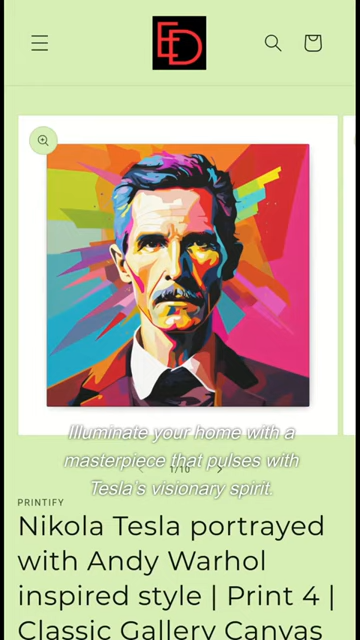 ED
Illuminate your home with a
masterpiece that pulses with
Tesla's visionary spirit.
1/10
PRINTIFY
Nikola Tesla portrayed
with Andy Warhol
inspired style | Print 4 |
Classic Gallery Canvas